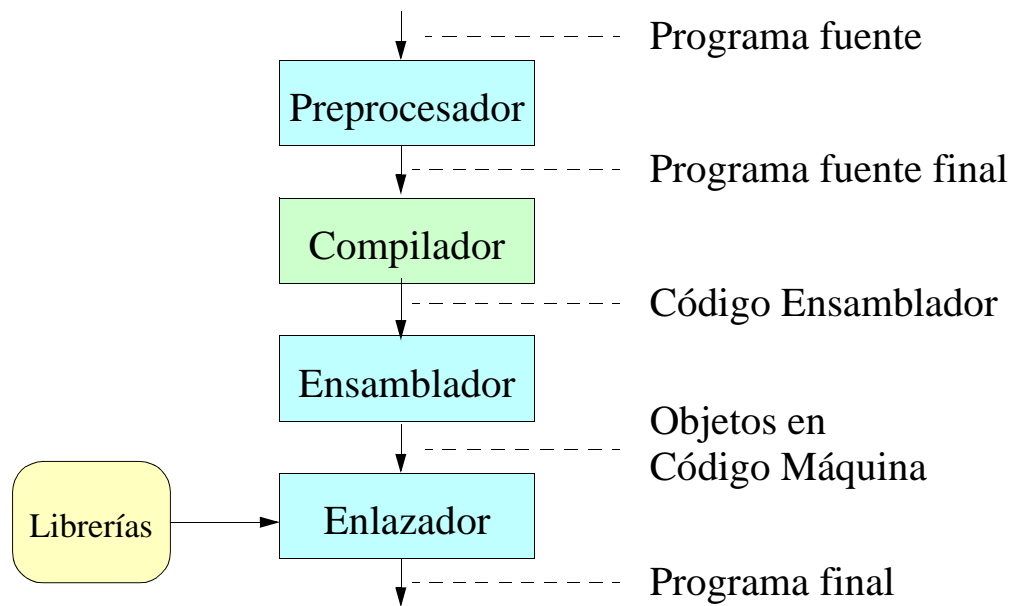 Programa fuente
Preprocesador
Programa fuente final
Compilador
Código Ensamblador
Ensamblador
Objetos en
Código Máquina
Librerías
Enlazador
Programa final